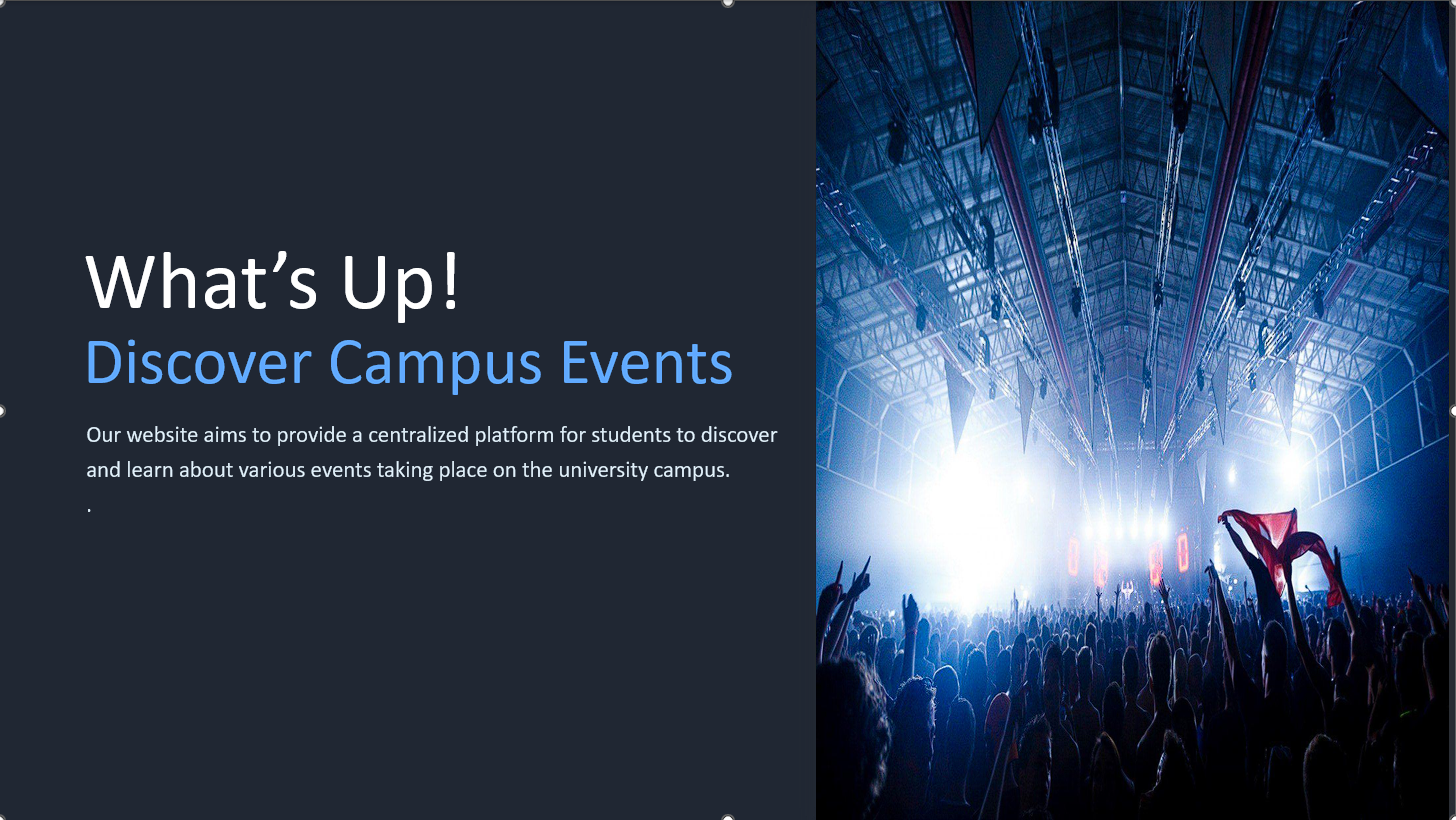 What’s Up!
Discover Campus Events
Our website aims to provide a centralized platform for students to discover
and learn about various events taking place on the university campus.
.